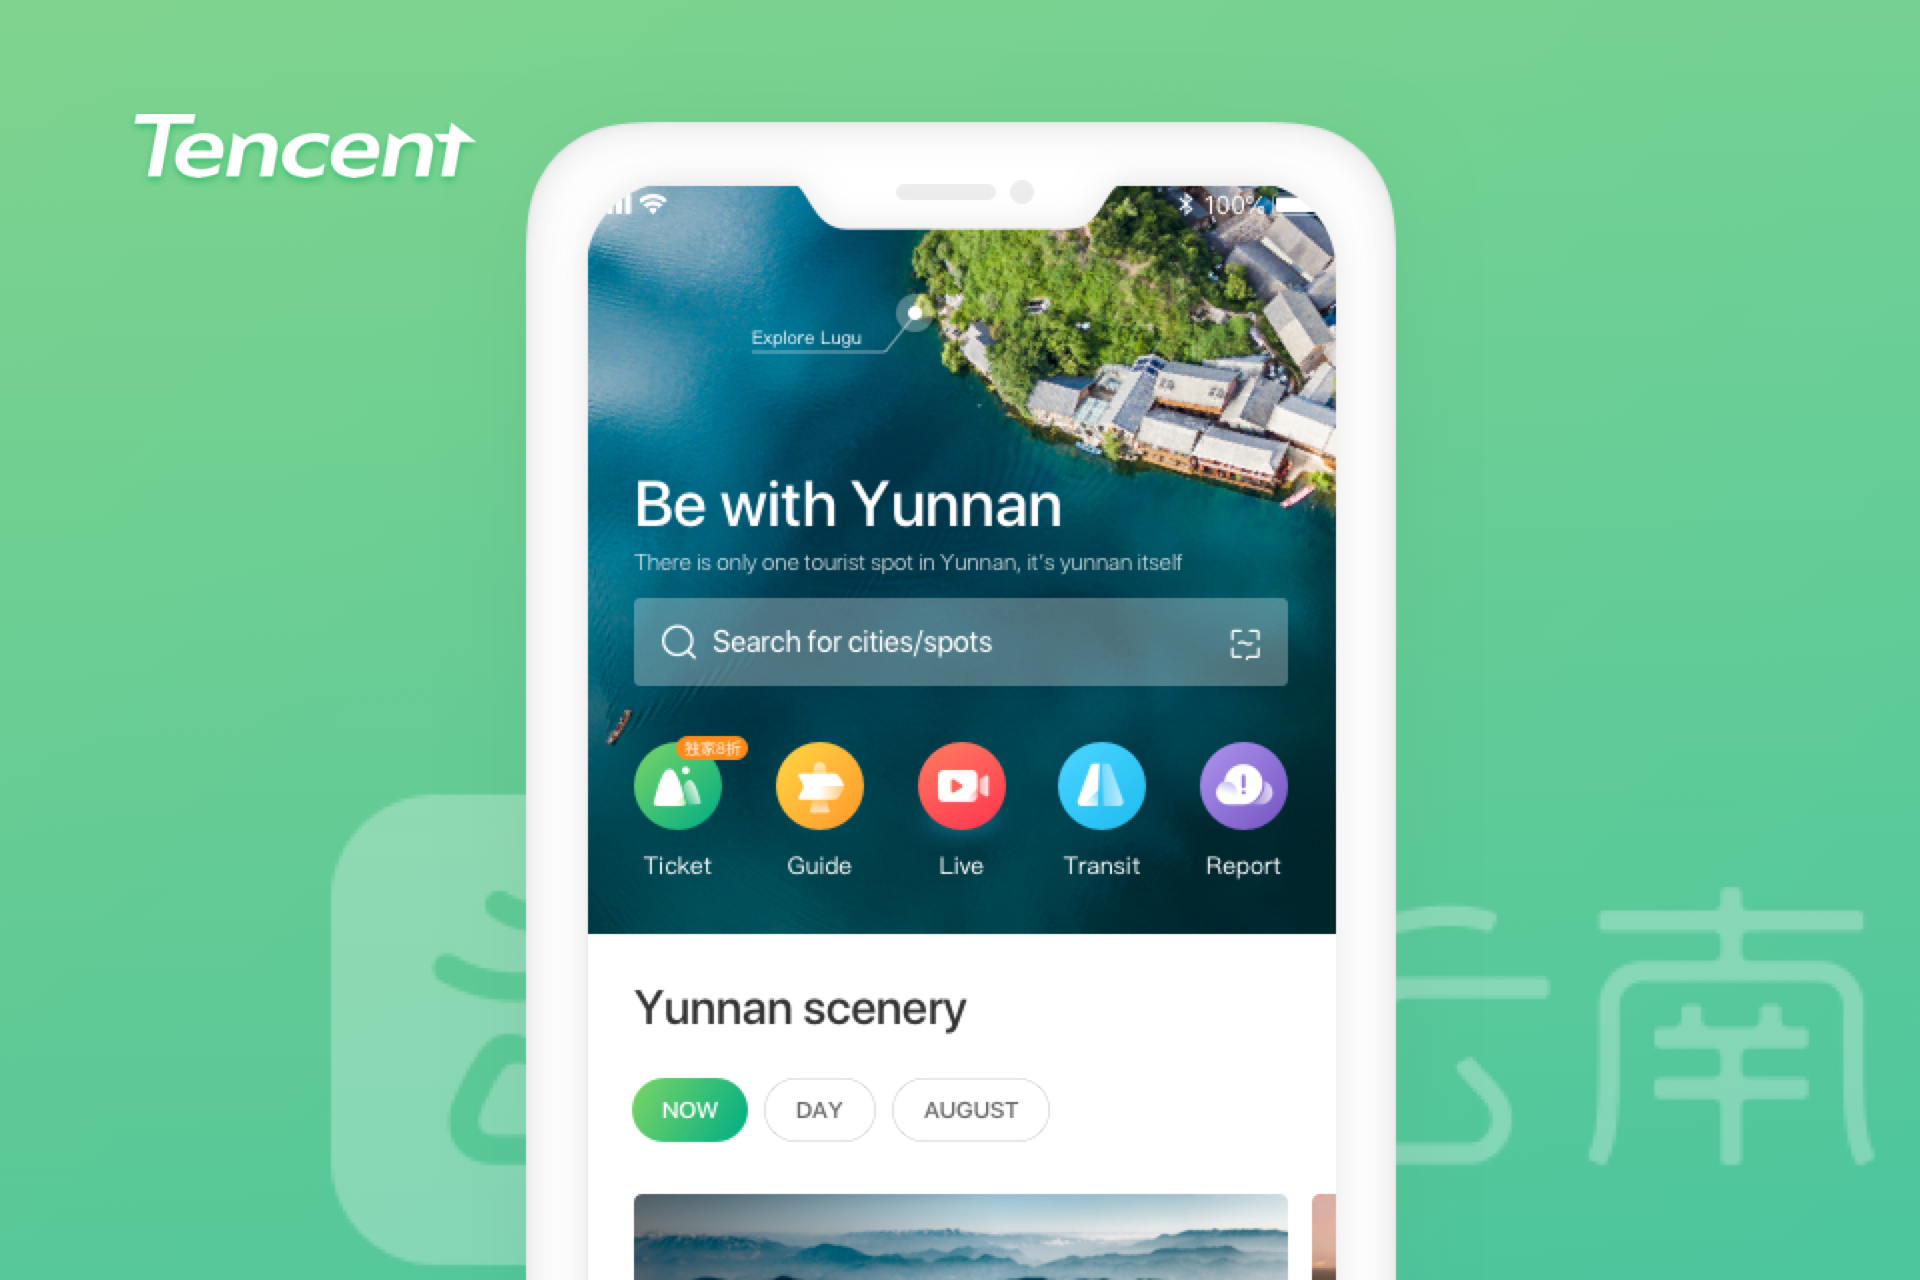 Tencent
100%
Explore Lugu
Be with Yunnan
There is only one tourist spot in Yunnan, it's yunnan itself
Search for cities/spots
独家8折
Ticket
Guide
Live
Transit
Report
云南
Yunnan scenery
NOW
DAY
AUGUST